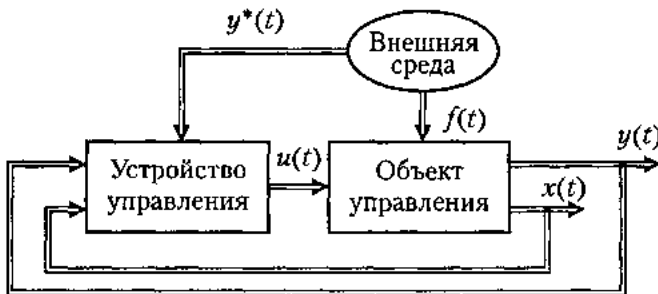 y*(t)
Внешняя
среда
f(t)
y(t)
Устройство
управления
u(t)
Объект
управления
x(t)